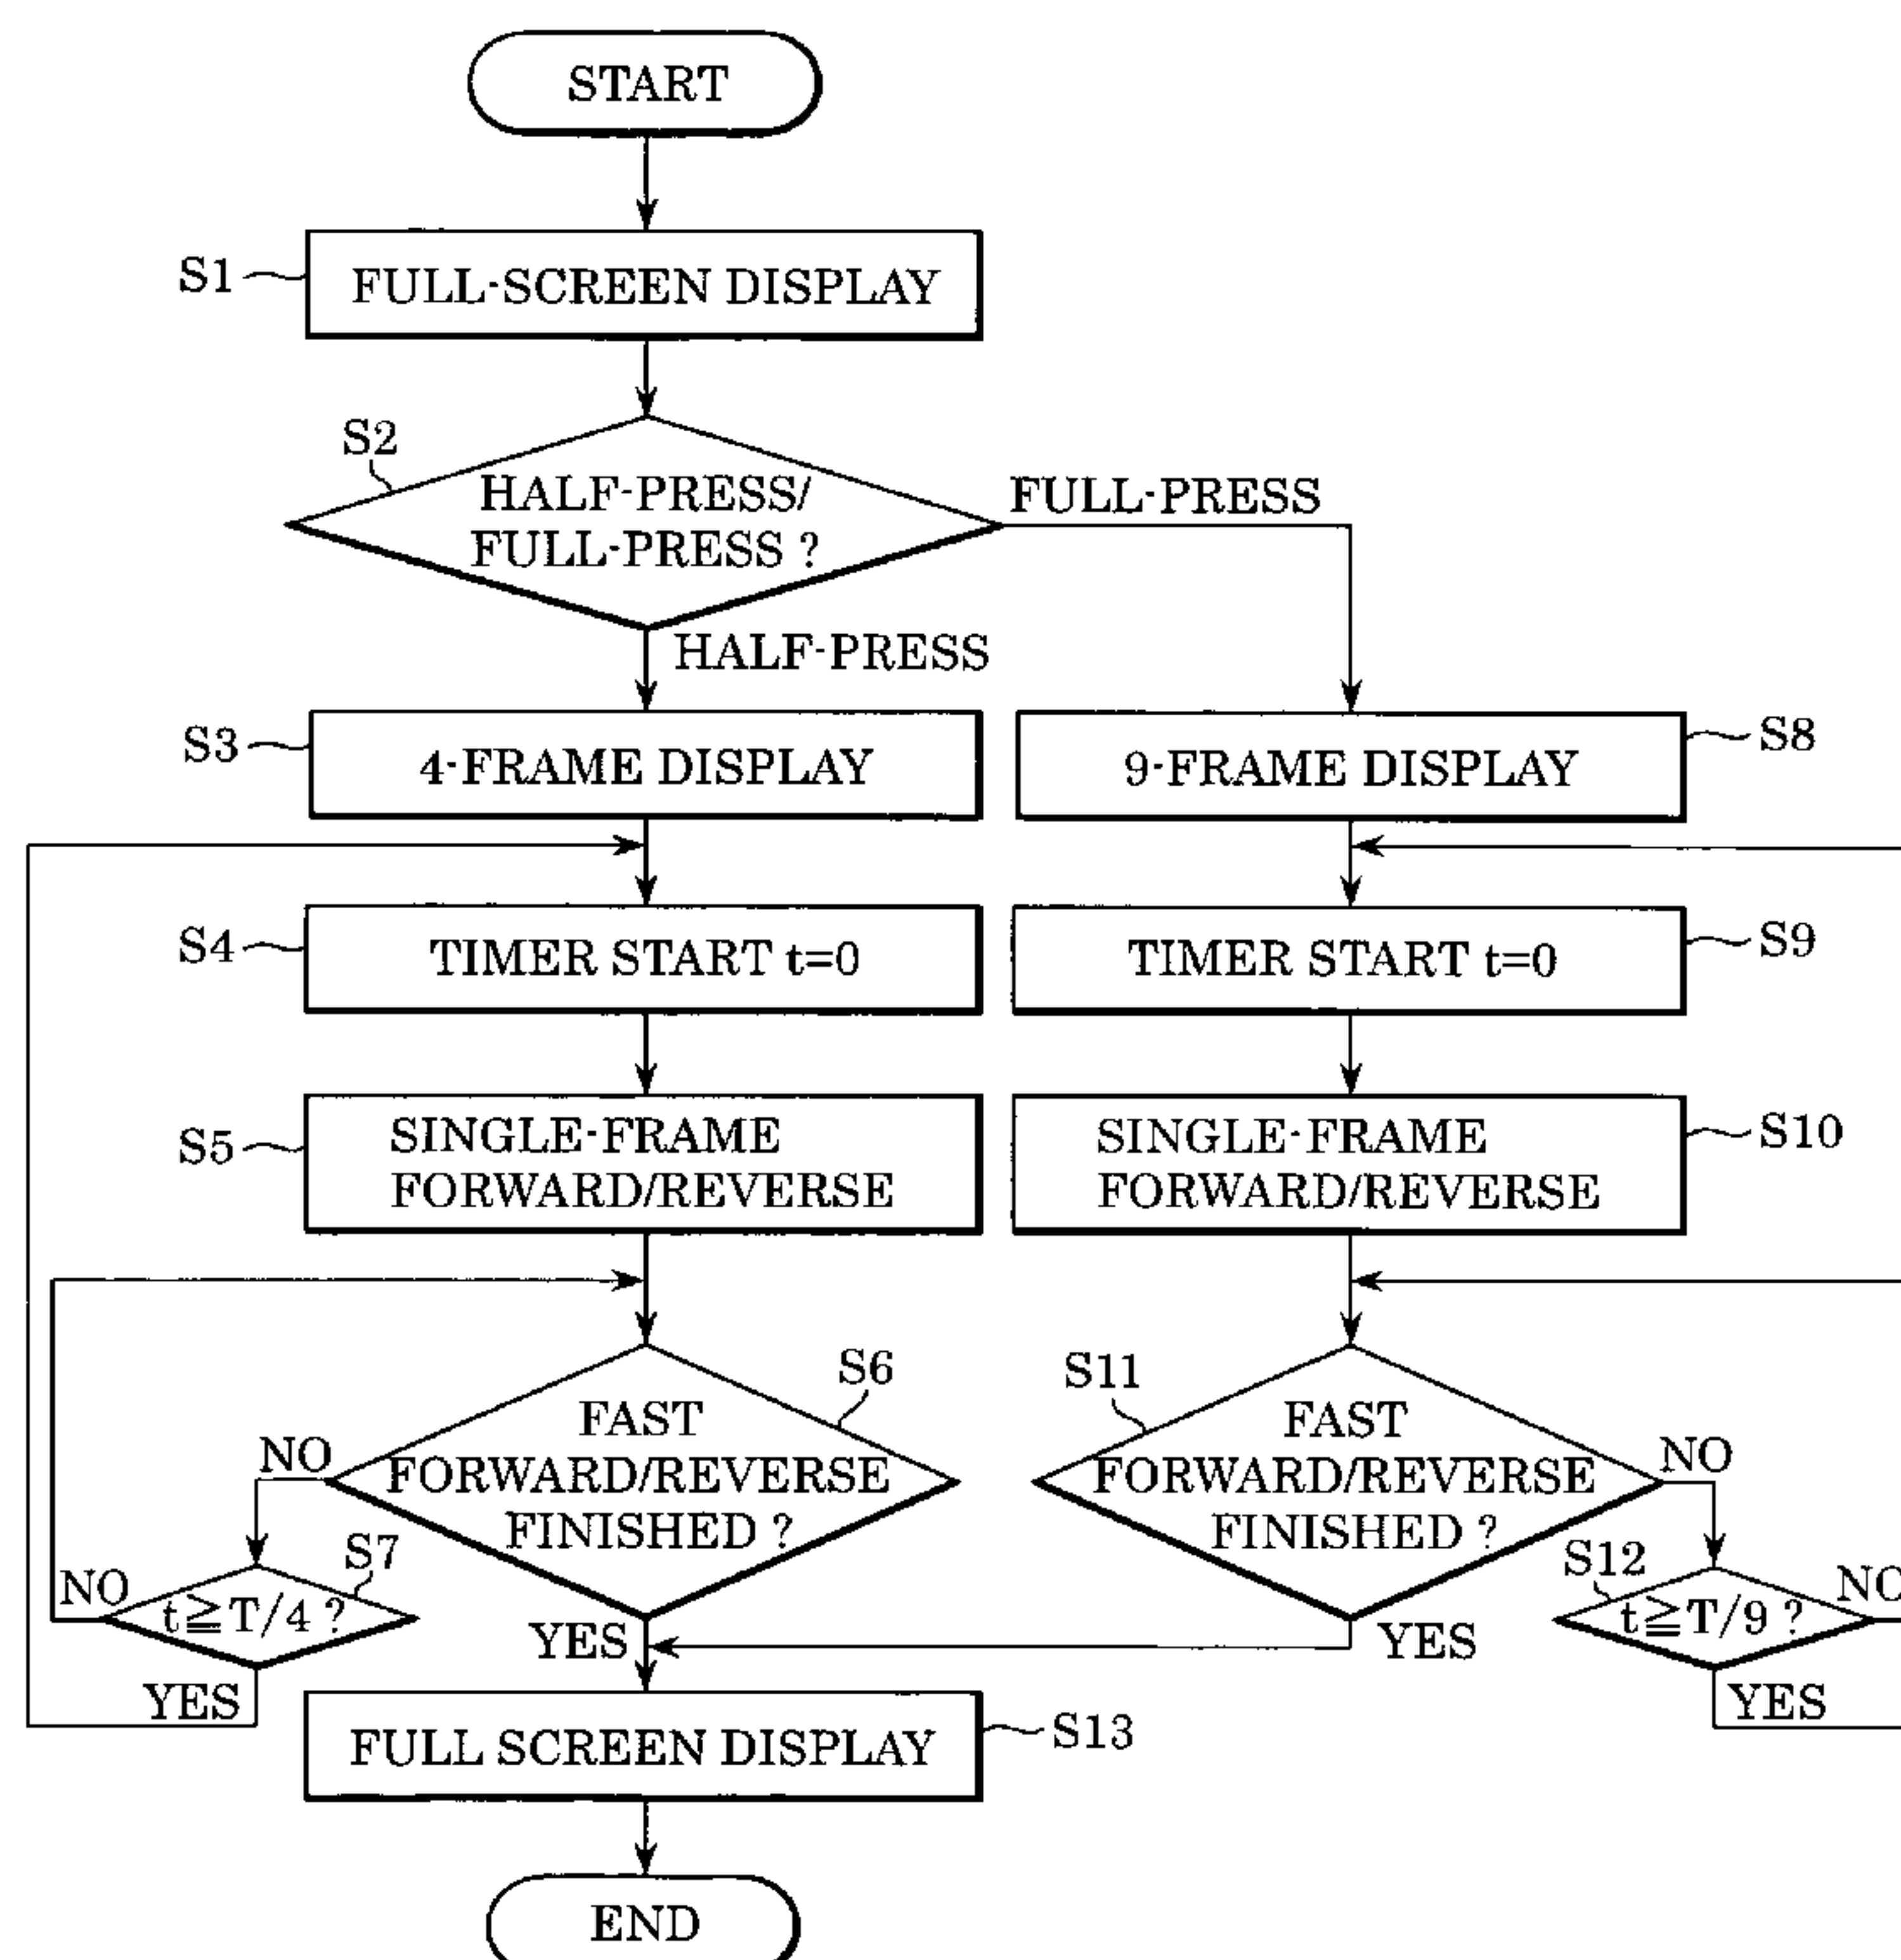 START
S1
FULL-SCREEN DISPLAY
S2
HALF-PRESS/
FULL-PRESS ?
FULL-PRESS
HALF-PRESS
S3
4-FRAME DISPLAY
9-FRAME DISPLAY
S8
S4
TIMER START t=0
TIMER START t=0
S9
S5
SINGLE-FRAME
FORWARD/REVERSE
SINGLE-FRAME
FORWARD/REVERSE
S10
S6
FAST
FORWARD/REVERSE
FINISHED ?
NO
S11
FAST
FORWARD/REVERSE
FINISHED ?
NO
S7
NO
t≧T/4 ?
YES
S12
t≧T/9 ?
NO
YES
YES
YES
FULL SCREEN DISPLAY
S13
END